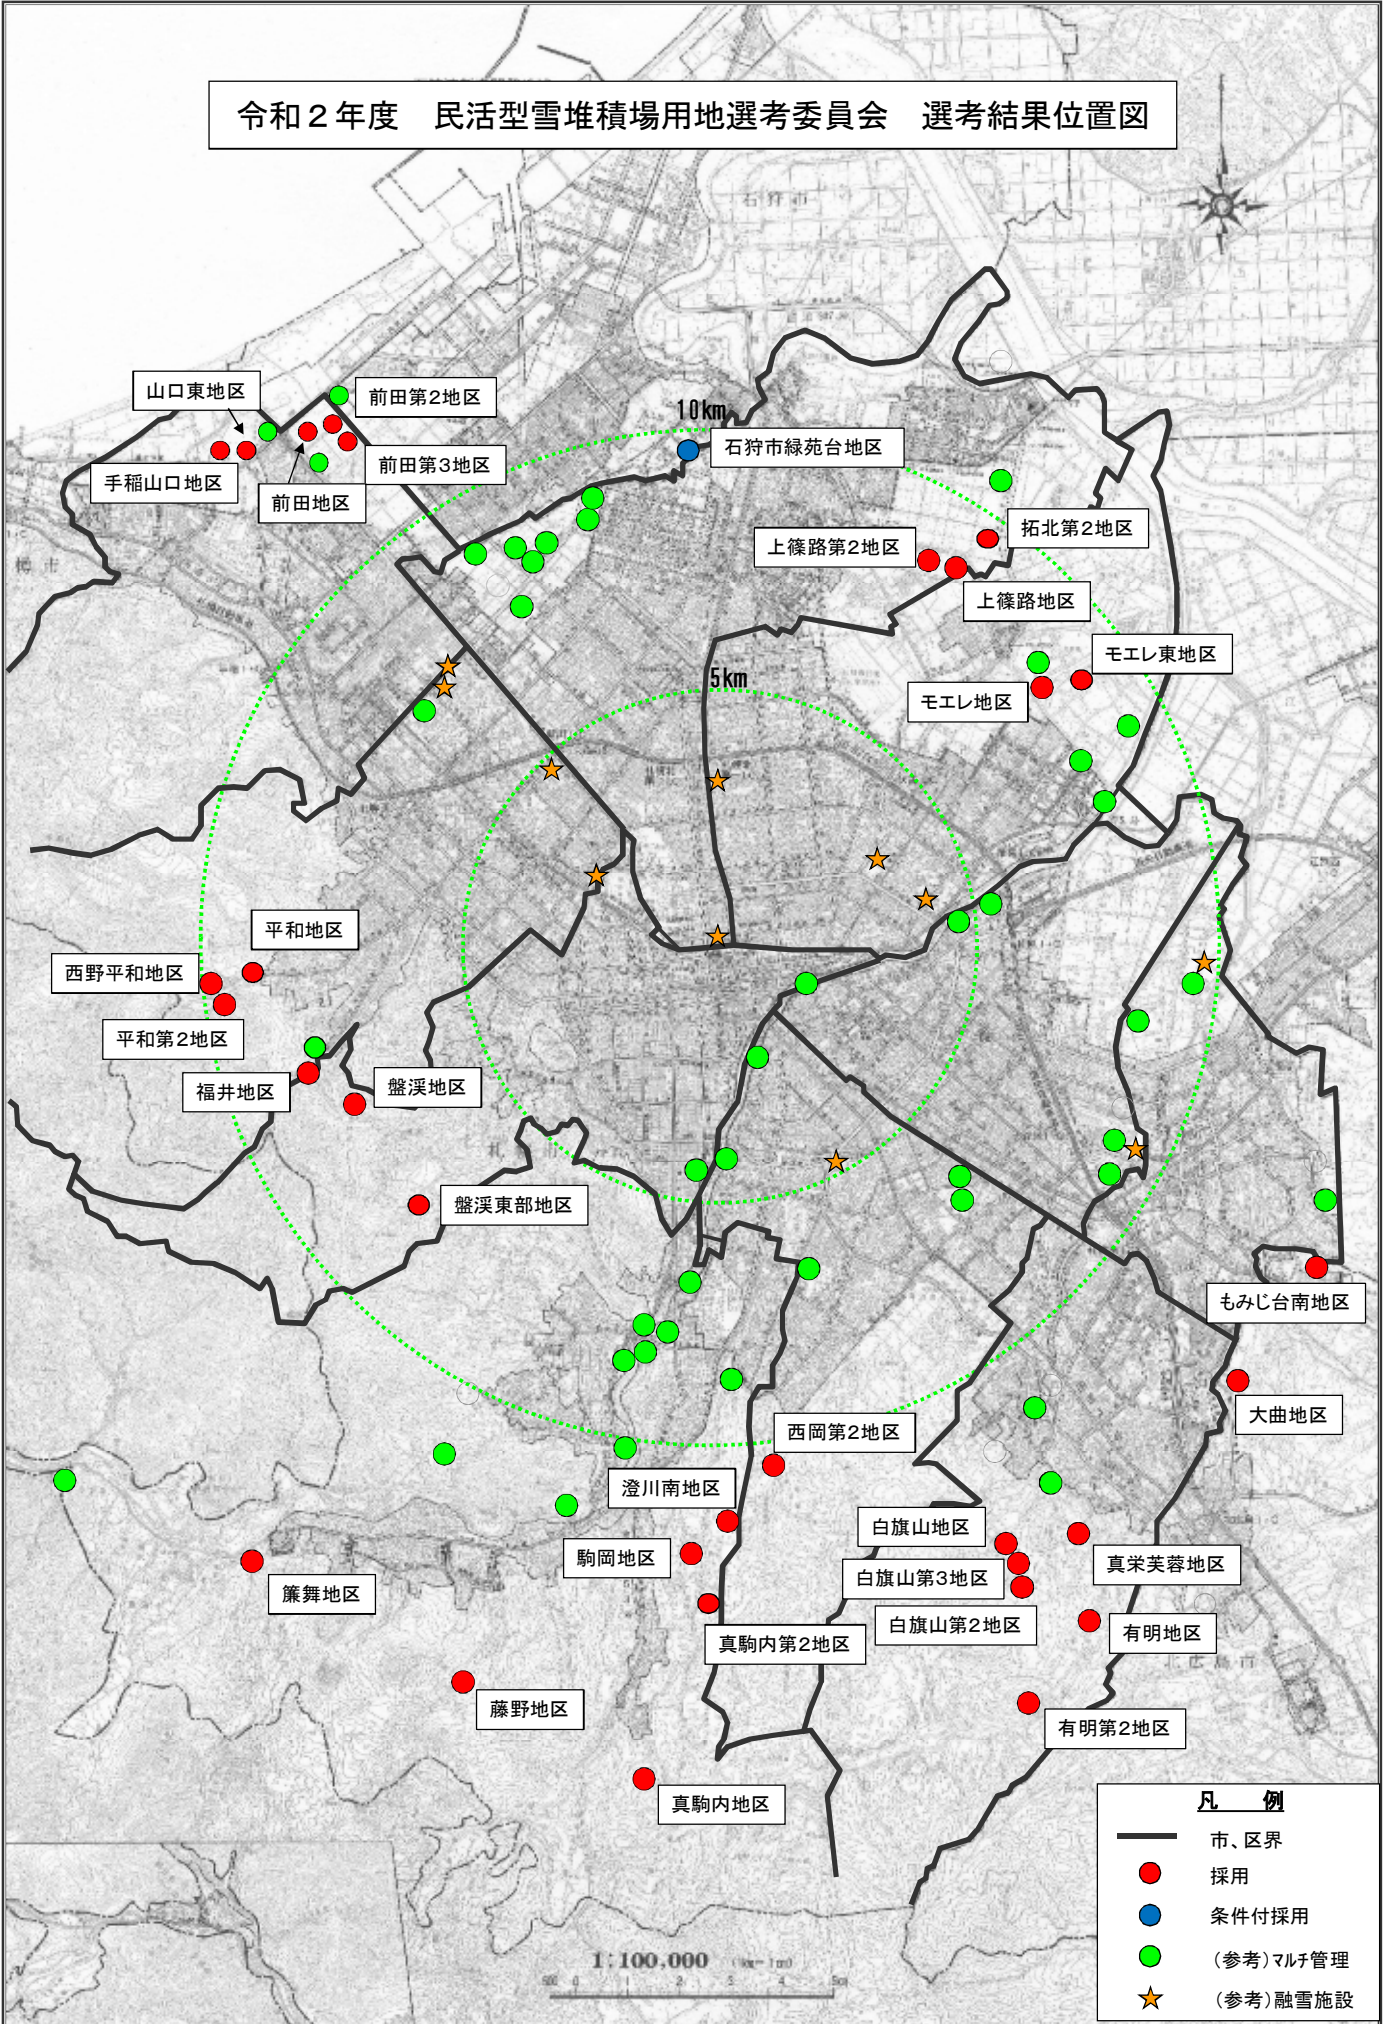 令和２年度　民活型雪堆積場用地選考委員会　選考結果位置図
石狩市
山口東地区
前田第2地区
10km
石狩市緑苑台地区
前田第3地区
手稲山口地区
前田地区
拓北第2地区
上篠路第2地区
上篠路地区
樽市
モエレ東地区
5km
モエレ地区
平和地区
西野平和地区
平和第2地区
福井地区
盤渓地区
札
盤渓東部地区
もみじ台南地区
大曲地区
西岡第2地区
澄川南地区
白旗山地区
駒岡地区
真栄芙蓉地区
白旗山第3地区
簾舞地区
白旗山第2地区
有明地区
真駒内第2地区
広島市
藤野地区
有明第2地区
真駒内地区
凡　例
市、区界
採用
条件付採用
（参考）ﾏﾙﾁ管理
（参考）融雪施設
1:100,000